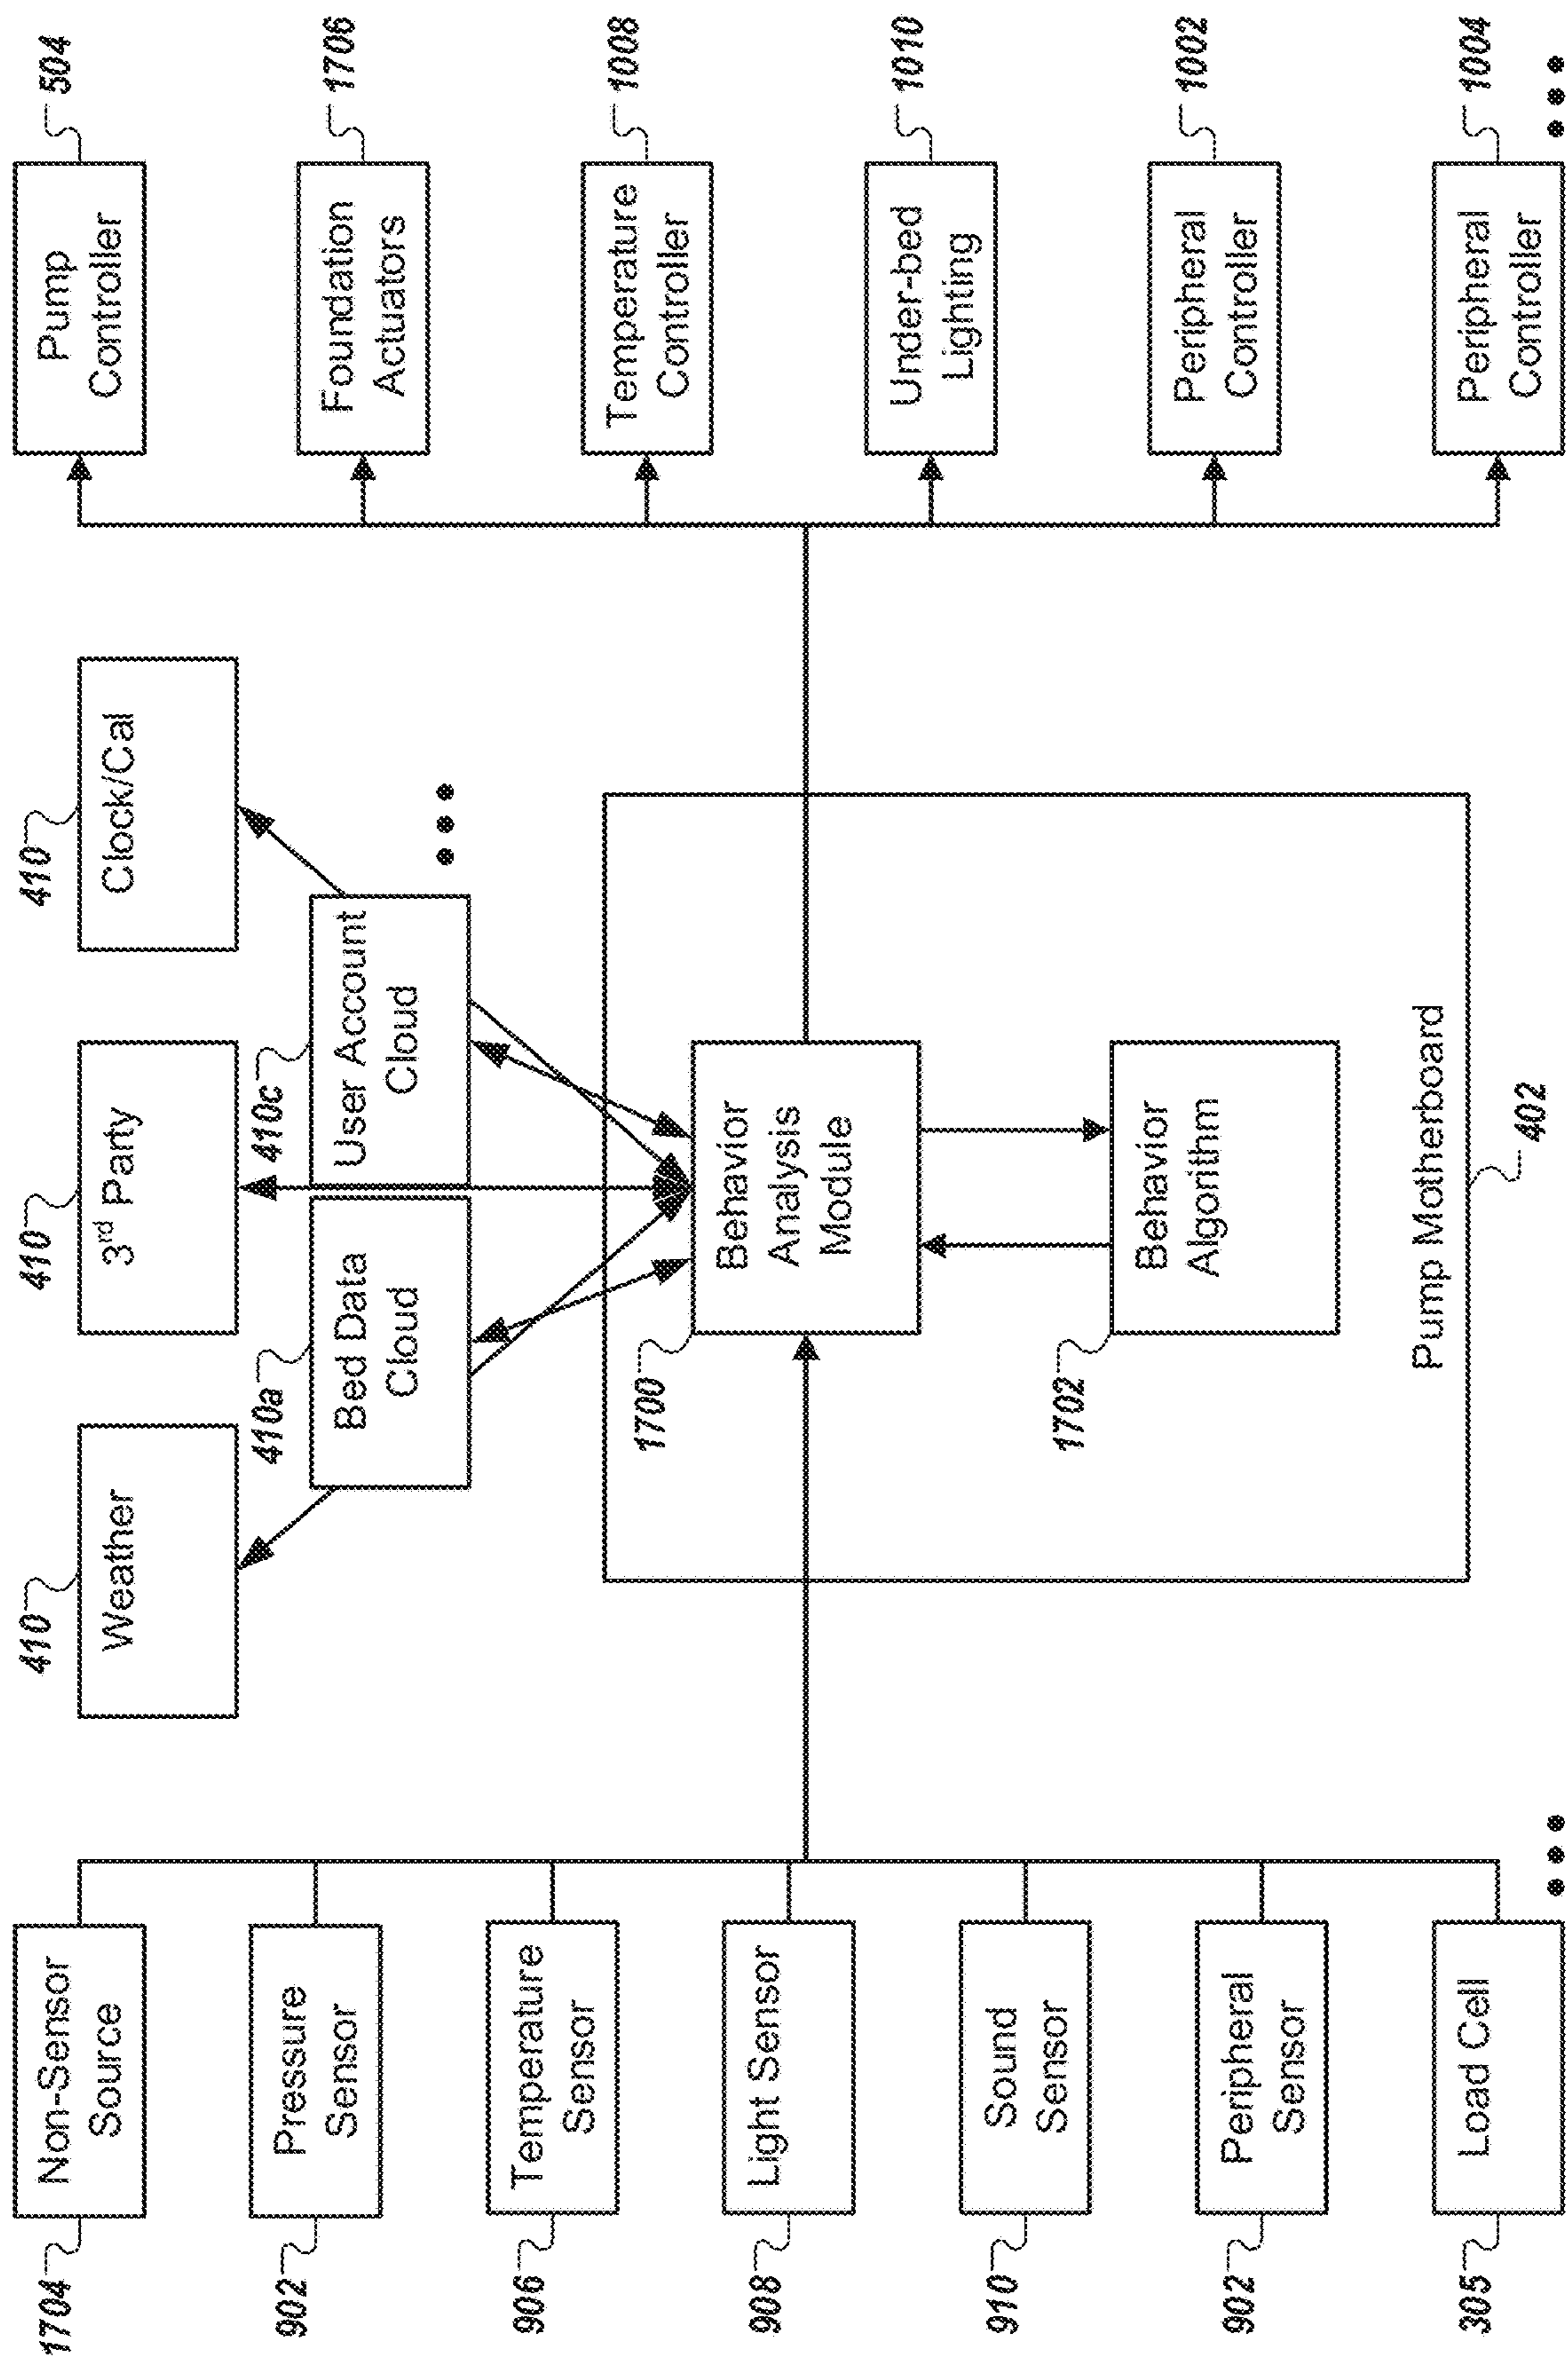 1704
Non-Sensor
Source
902
Pressure
Sensor
906
Temperature
Sensor
908
Light Sensor
910
Sound
Sensor
902
Peripheral
Sensor
305
Load Cell
410
Weather
410
3rd Party
410
Clock/Cal
410a
Bed Data
Cloud
410c
User Account
Cloud
1700
Behavior
Analysis
Module
1702
Behavior
Algorithm
Pump Motherboard
402
Pump
Controller
504
Foundation
Actuators
1706
Temperature
Controller
1008
Under-bed
Lighting
1010
Peripheral
Controller
1002
Peripheral
Controller
1004